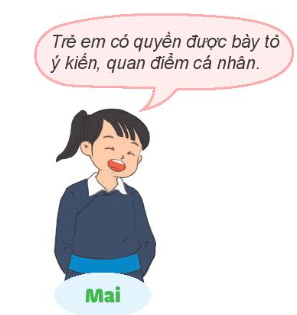 Trẻ em có quyền được bày tỏ
ý kiến, quan điểm cá nhân.
Mai